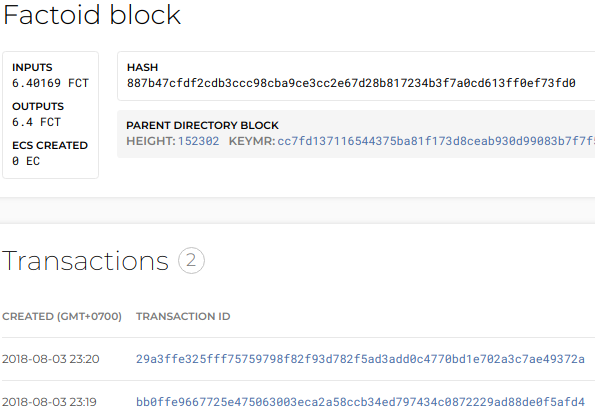 Factoid block
INPUTS
6.40169 FCT
OUTPUTS
6.4 FCT
ECS CREATED
0 EC
HASH
887b47cfdf2cdb3ccc98cba9ce3cc2e67d28b817234b3f7a0cd613ff0ef73fd0
PARENT DIRECTORY BLOCK
HEIGHT: 152302 KEYMR: cc7fd137116544375ba81f173d8ceab930d99083b7f7f5
Transactions 2
CREATED (GMT+0700) TRANSACTION ID
2018-08-03 23:20 29a3ffe325fff75759798f82f93d782f5ad3add0c4770bd1e702a3c7ae49372a
2018-08-03 23:19 bb0ffe9667725e475063003eca2a58ccb34ed797434c0872229ad88de0f5afd4